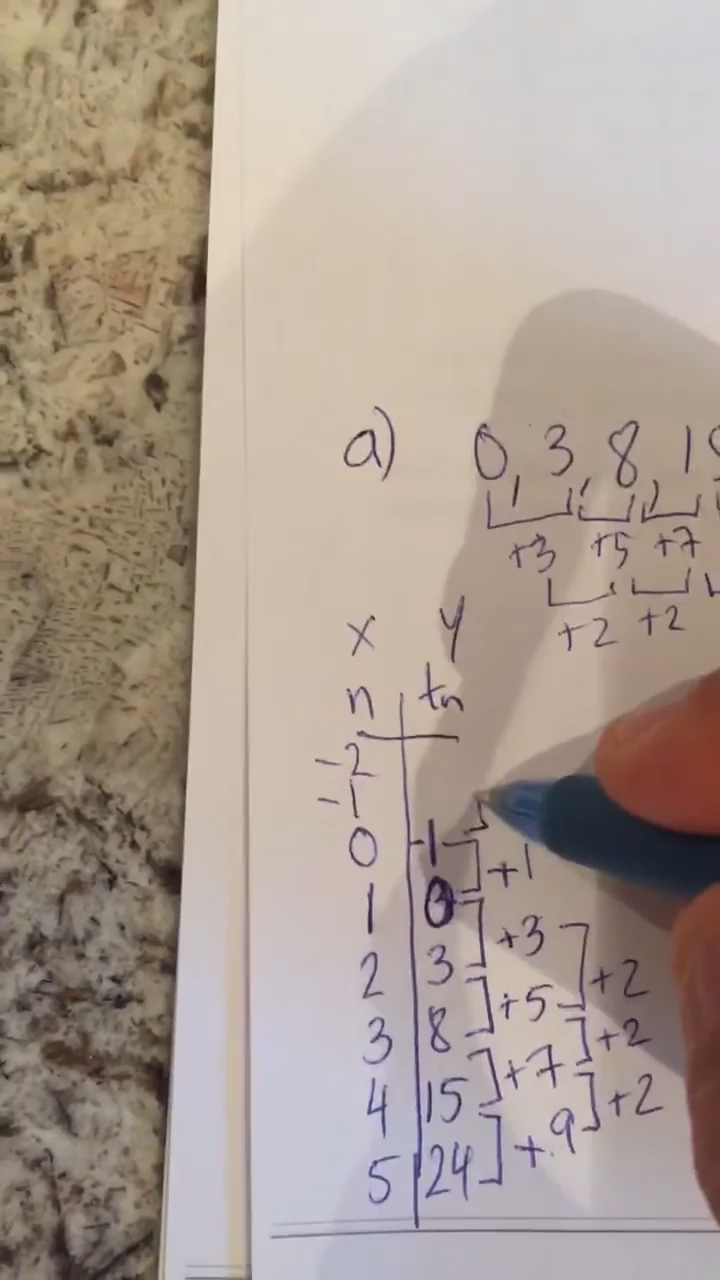 a) 0, 3, 8, 15
+3 +5 +7
+2 +2
x y
n tn
-2
-1
0 -1
+1
1 0
+3
2 3 +2
+5
3 8 +2
+7
4 15 +2
+9
5 24